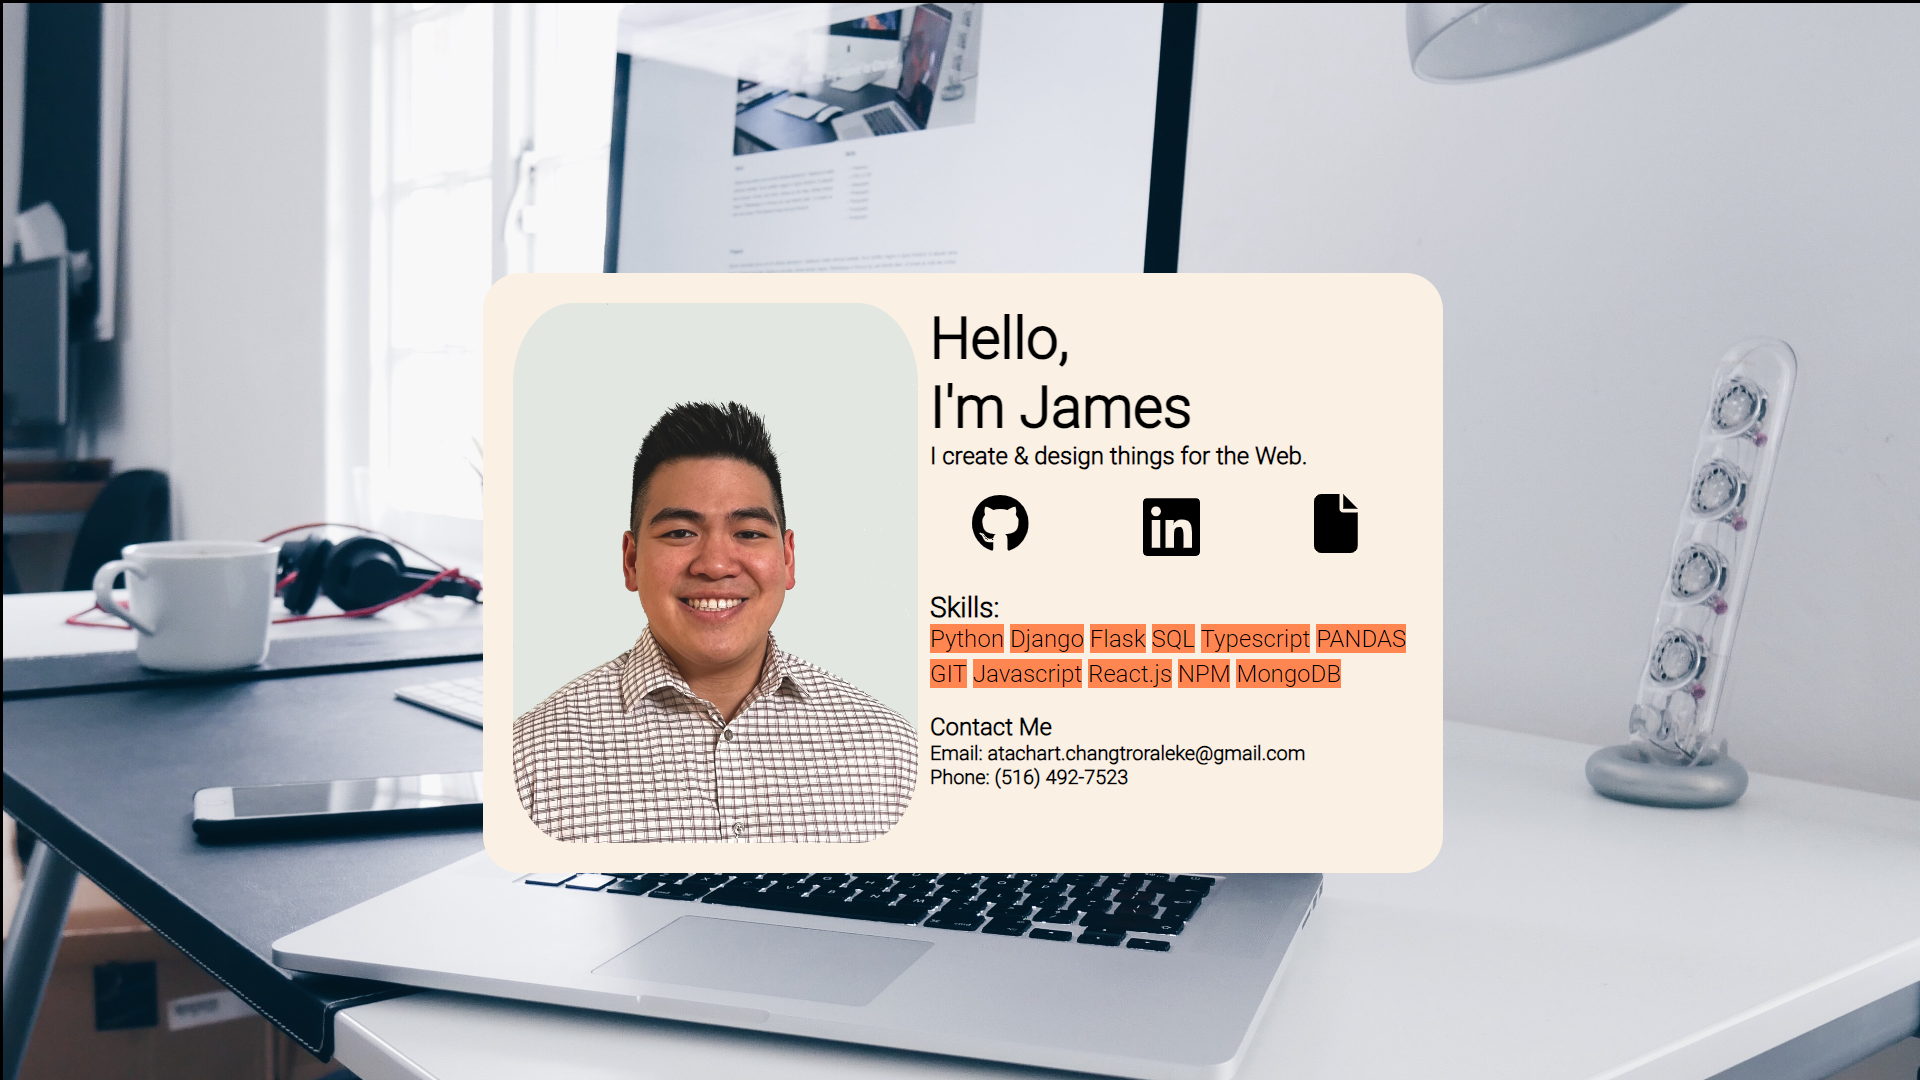 Hello,
I'm James
I create & design things for the Web.
in
Skills:
Python Django Flask SQL Typescript PANDAS
GIT Javascript React.js NPM MongoDB
Contact Me
Email: atachart.changtroraleke@gmail.com
Phone: (516) 492-7523